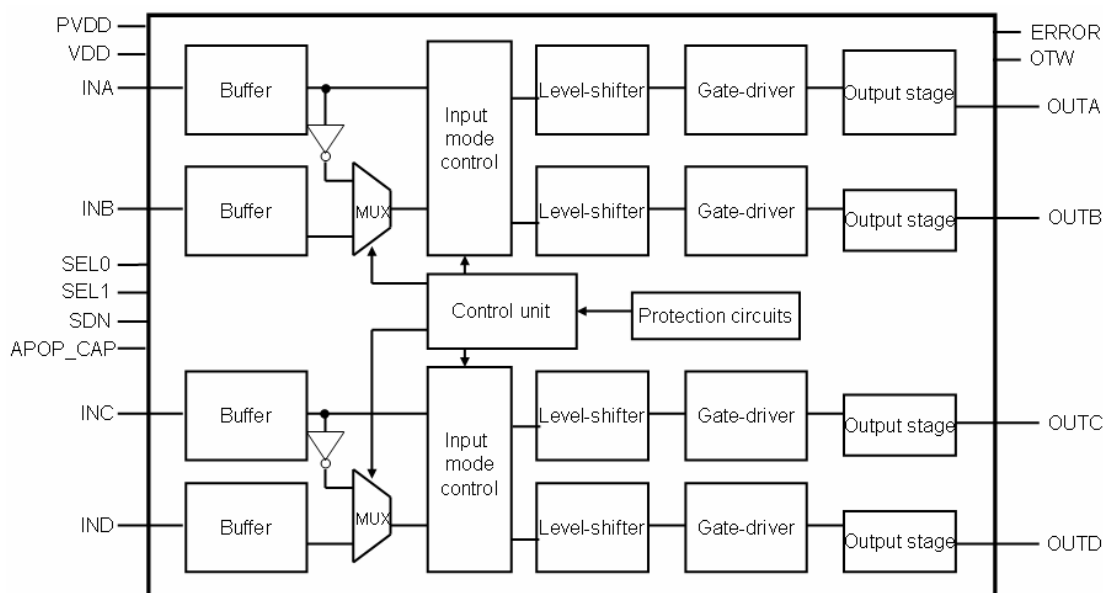 PVDD
VDD
INA
INB
SEL0
SEL1
SDN
APOP_CAP
INC
IND
Buffer
Buffer
MUX
Input
mode
control
Level-shifter
Gate-driver
Output stage
Level-shifter
Gate-driver
Output stage
Control unit
Protection circuits
Buffer
Buffer
MUX
Input
mode
control
Level-shifter
Gate-driver
Output stage
Level-shifter
Gate-driver
Output stage
ERROR
OTW
OUTA
OUTB
OUTC
OUTD